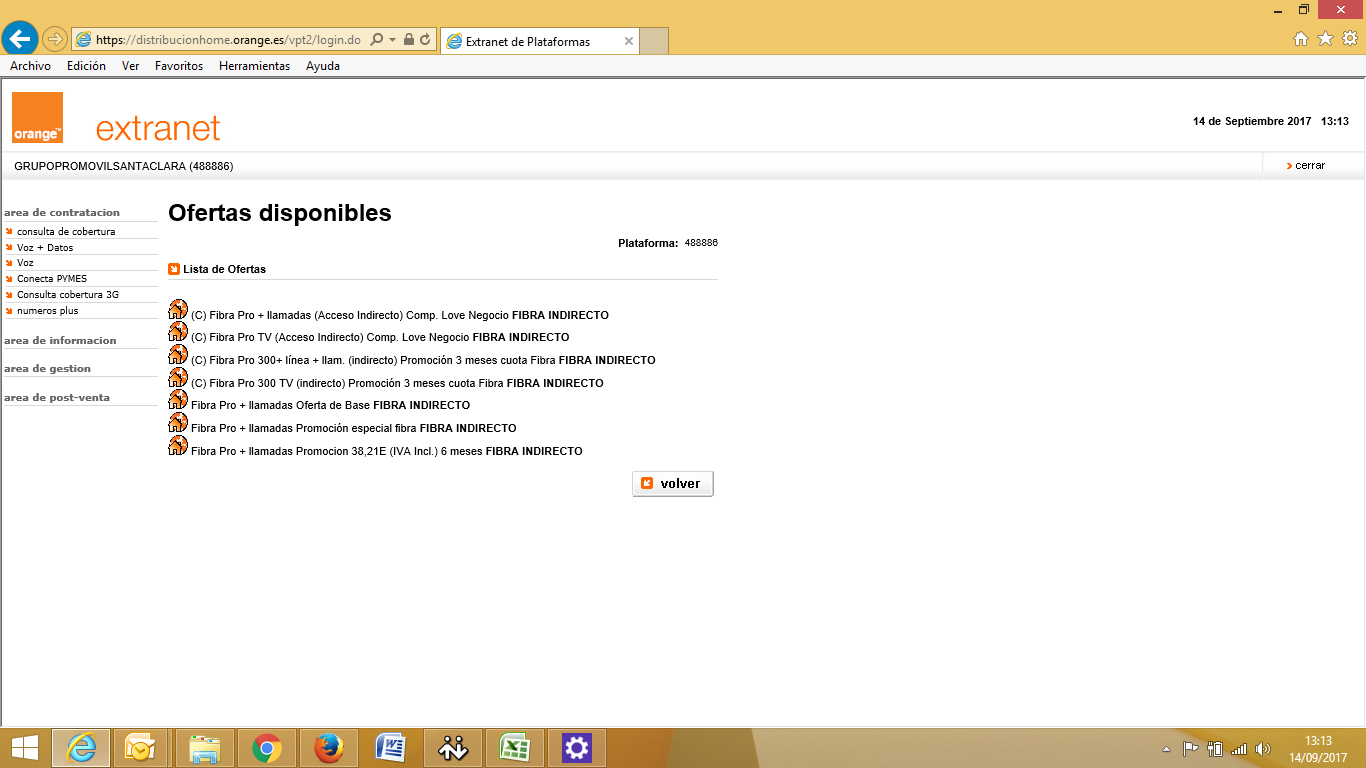 https://distribucionhome.orange.es/vpt2/login.do
Extranet de Plataformas
Archivo Edición Ver Favoritos Herramientas Ayuda
orange™
extranet
14 de Septiembre 2017 13:13
GRUPOPROMOVILSANTACLARA (488886)
cerrar
area de contratacion
consulta de cobertura
Voz + Datos
Voz
Conecta PYMES
Consulta cobertura 3G
numeros plus
area de informacion
area de gestion
area de post-venta
Ofertas disponibles
Plataforma: 488886
Lista de Ofertas
(C) Fibra Pro + llamadas (Acceso Indirecto) Comp. Love Negocio FIBRA INDIRECTO
(C) Fibra Pro TV (Acceso Indirecto) Comp. Love Negocio FIBRA INDIRECTO
(C) Fibra Pro 300+ línea + llam. (indirecto) Promoción 3 meses cuota Fibra FIBRA INDIRECTO
(C) Fibra Pro 300 TV (indirecto) Promoción 3 meses cuota Fibra FIBRA INDIRECTO
Fibra Pro + llamadas Oferta de Base FIBRA INDIRECTO
Fibra Pro + llamadas Promoción especial fibra FIBRA INDIRECTO
Fibra Pro + llamadas Promocion 38,21E (IVA Incl.) 6 meses FIBRA INDIRECTO
volver
13:13
14/09/2017